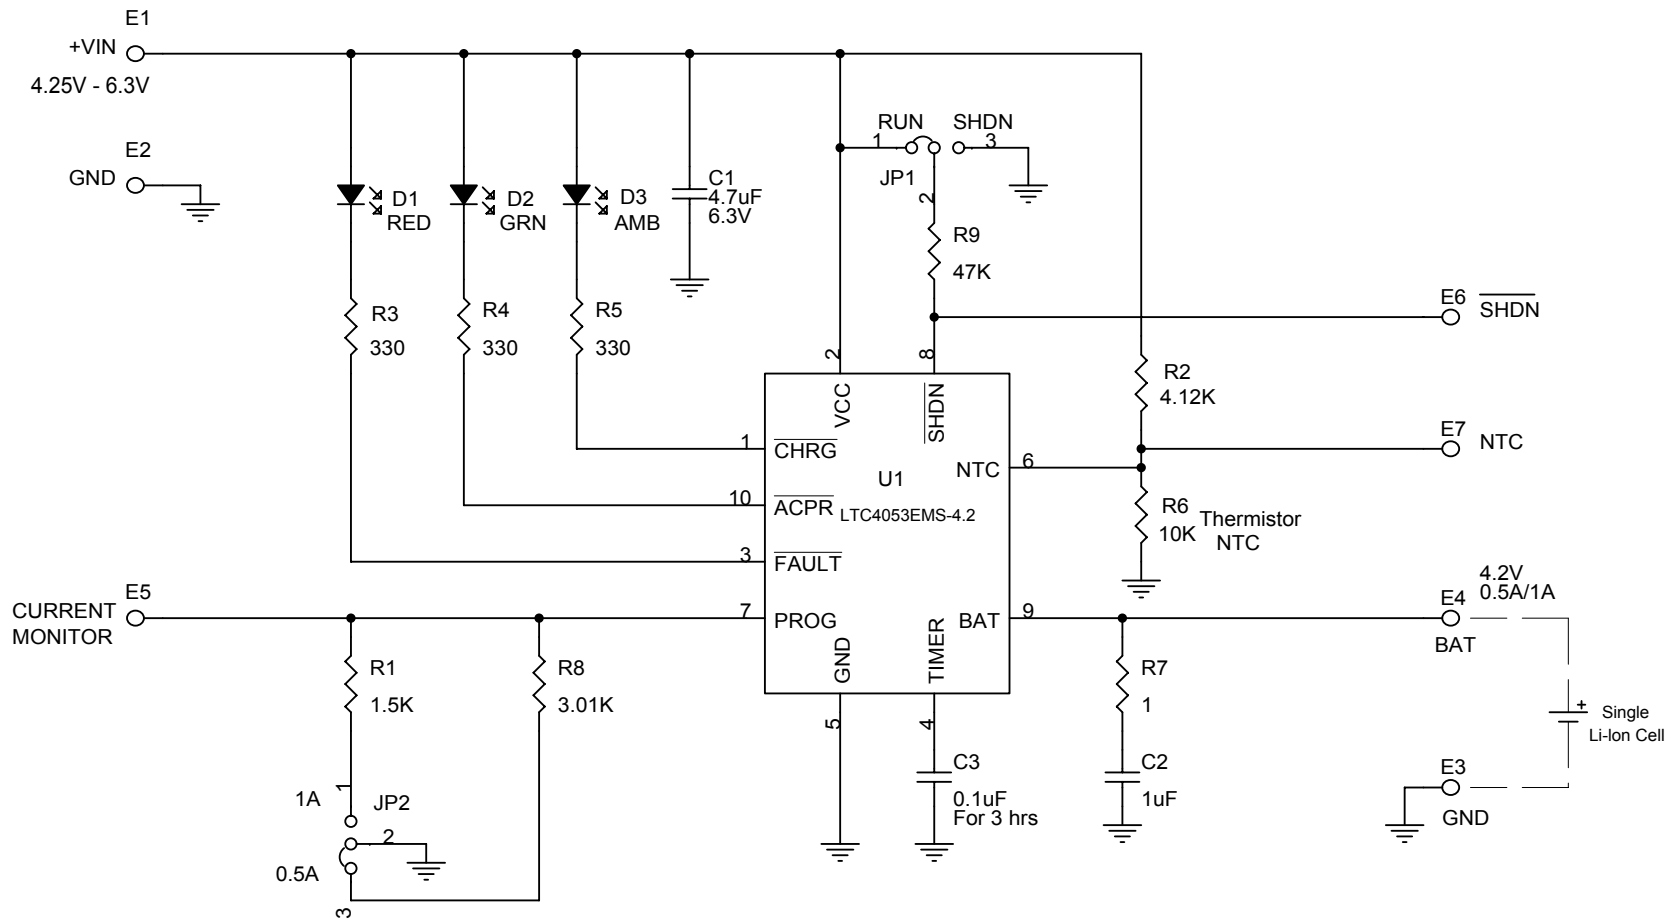 E1
+VIN
4.25V - 6.3V
E2
GND
D1
RED
D2
GRN
D3
AMB
C1
4.7uF
6.3V
RUN
SHDN
1
3
JP1
2
R9
47K
R3
330
R4
330
R5
330
E6
SHDN
2
8
R2
4.12K
VCC
SHDN
1
CHRG
E7
NTC
NTC
6
U1
10
ACPR
LTC4053EMS-4.2
R6
10K
Thermistor
NTC
3
FAULT
E5
CURRENT
MONITOR
7
PROG
GND
TIMER
BAT
9
4.2V
0.5A/1A
E4
BAT
R1
1.5K
R8
3.01K
R7
1
5
4
Single
Li-Ion Cell
+
C3
0.1uF
For 3 hrs
C2
1uF
E3
GND
1
1A
JP2
2
0.5A
3